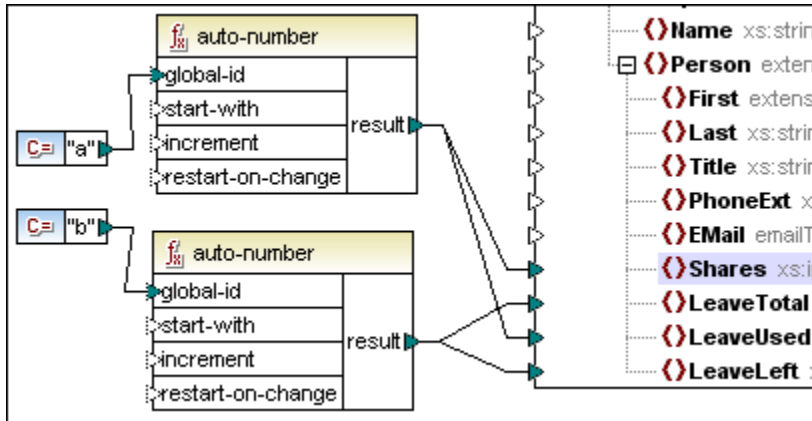 auto-number
global-id
start-with
increment
restart-on-change
result
C= "a"
C= "b"
auto-number
global-id
start-with
increment
restart-on-change
result
Name xs:strin
Person exten
First extens
Last xs:strin
Title xs:strin
PhoneExt x
EMail emailT
Shares xs:i
LeaveTotal
LeaveUsed
LeaveLeft